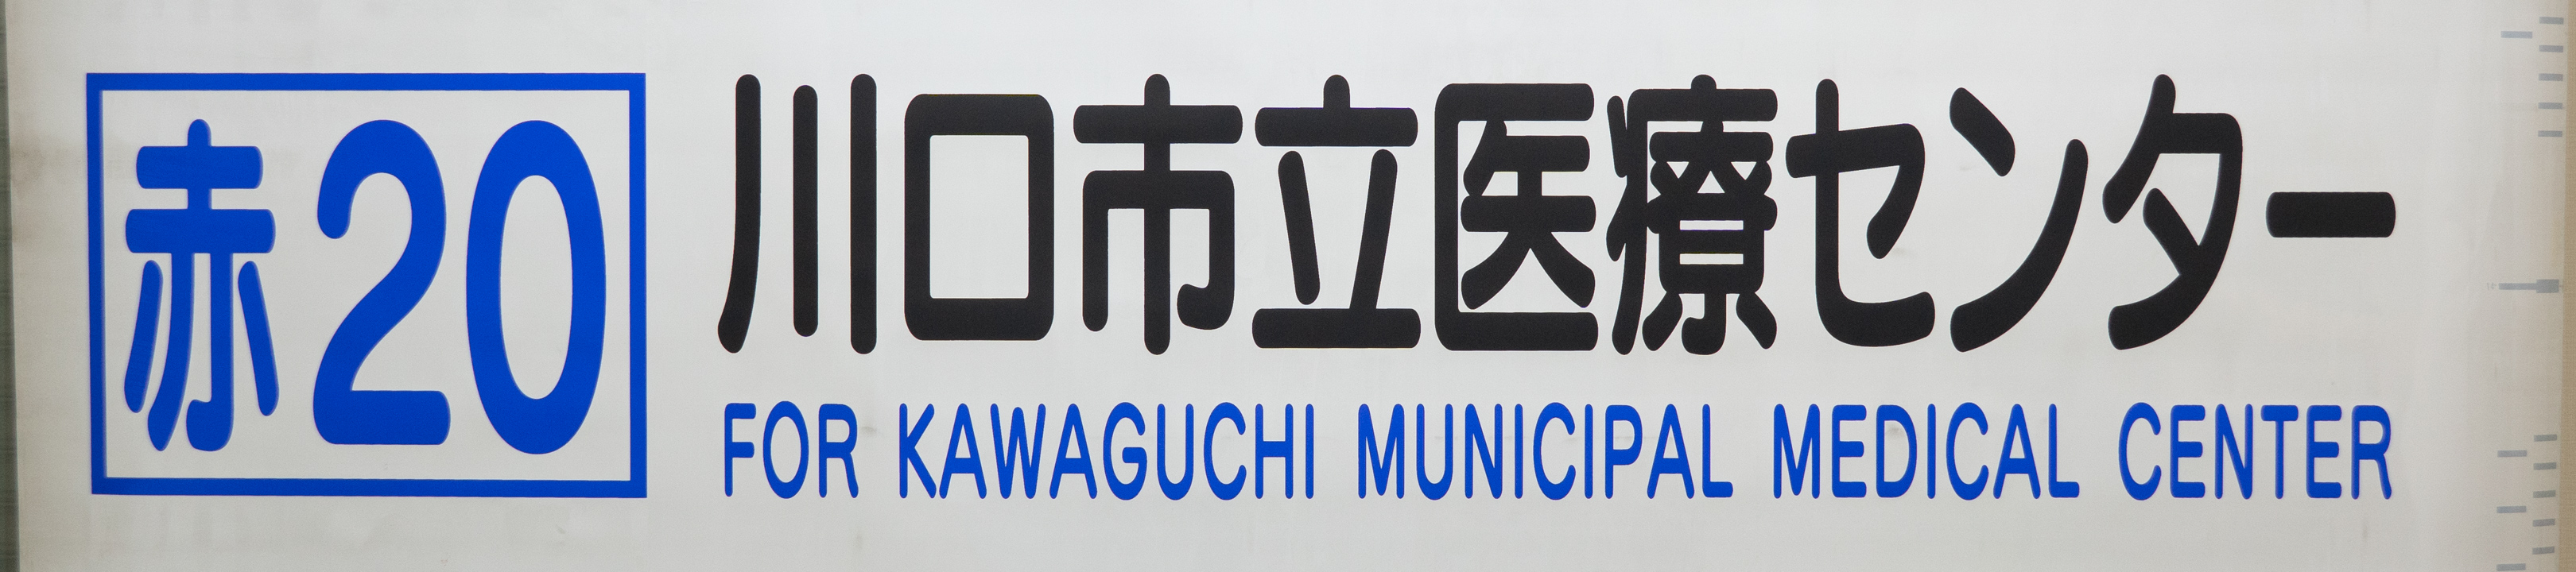 赤20
川口市立医療センター
FOR KAWAGUCHI MUNICIPAL MEDICAL CENTER